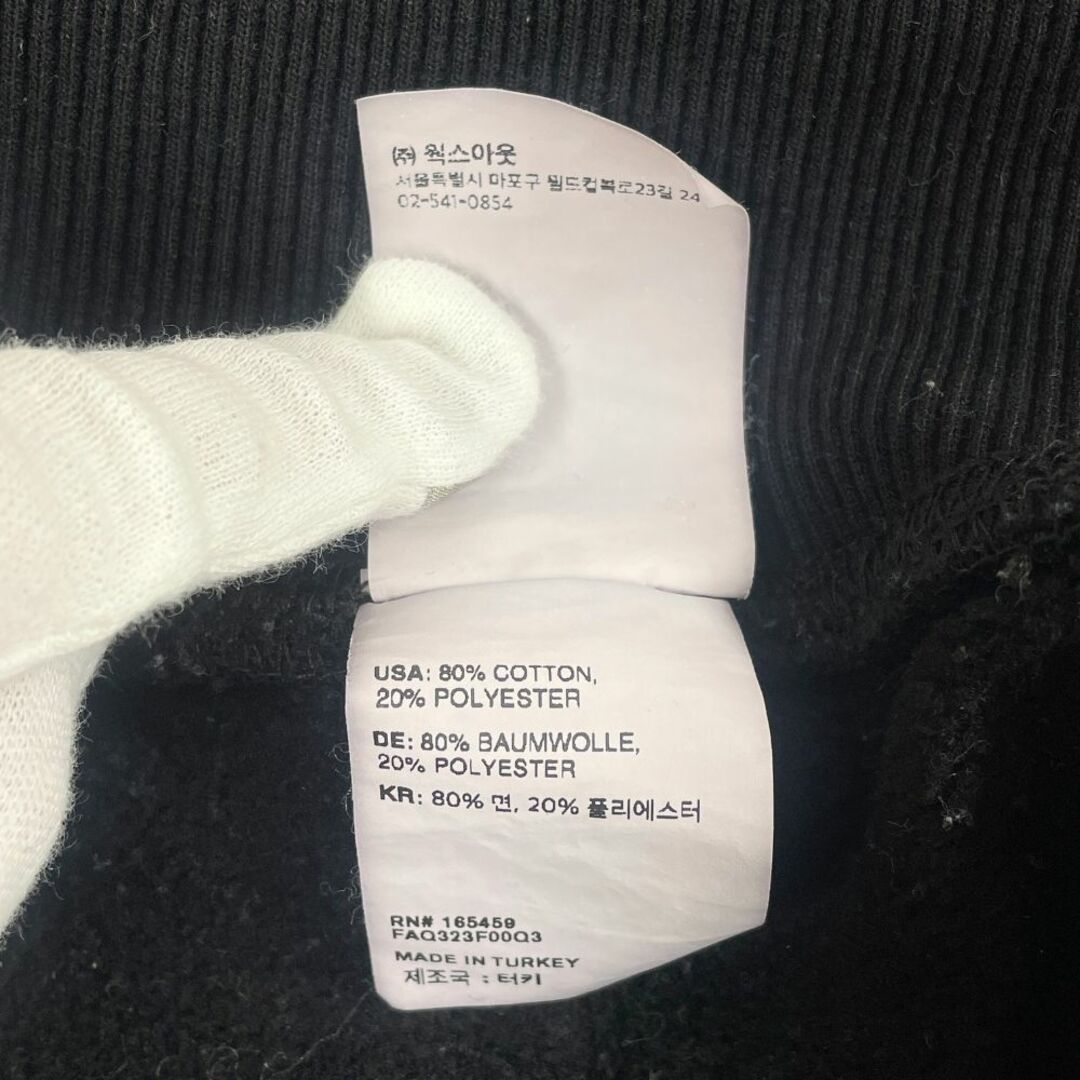 (주) 웍스아웃
서울특별시 마포구 월드컵북로23길 24
02-541-0854
USA: 80% COTTON,
20% POLYESTER
DE: 80% BAUMWOLLE,
20% POLYESTER
KR: 80% 면, 20% 폴리에스터
RN# 165459
FAQ323F00Q3
MADE IN TURKEY
제조국 : 터키